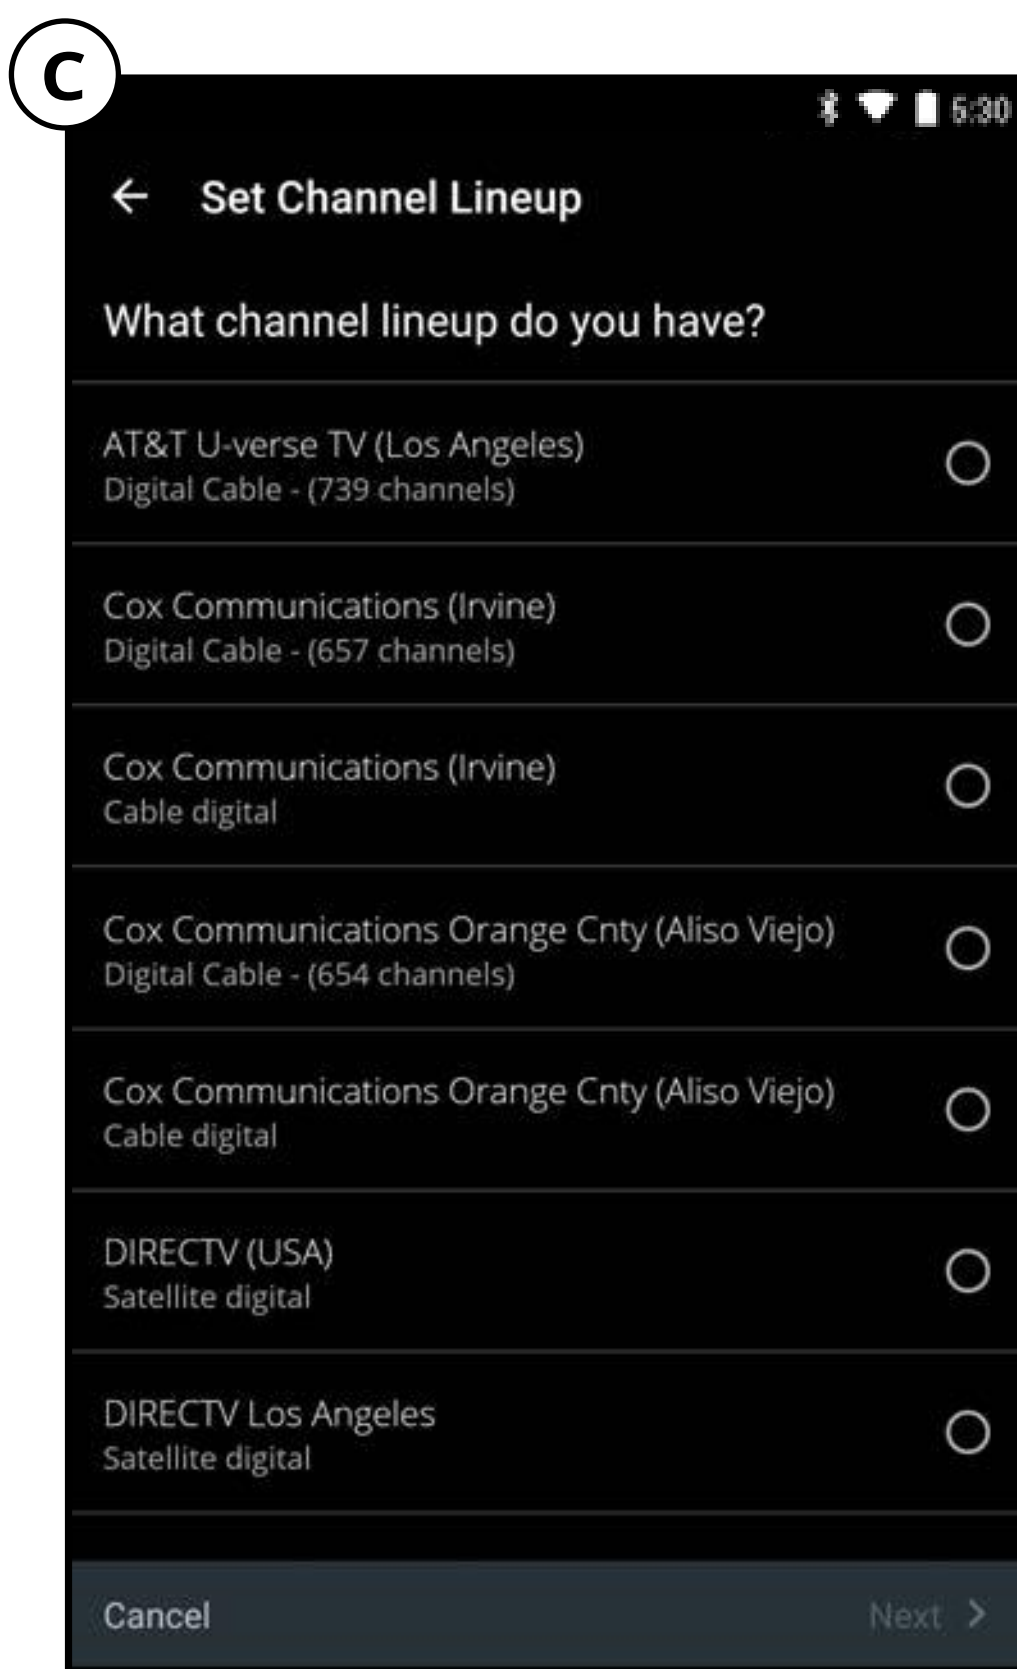 C
5:30
Set Channel Lineup
What channel lineup do you have?
AT&T U-verse TV (Los Angeles)
Digital Cable - (739 channels)
Cox Communications (Irvine)
Digital Cable - (657 channels)
Cox Communications (Irvine)
Cable digital
Cox Communications Orange Cnty (Aliso Viejo)
Digital Cable - (654 channels)
Cox Communications Orange Cnty (Aliso Viejo)
Cable digital
DIRECTV (USA)
Satellite digital
DIRECTV Los Angeles
Satellite digital
Cancel Next